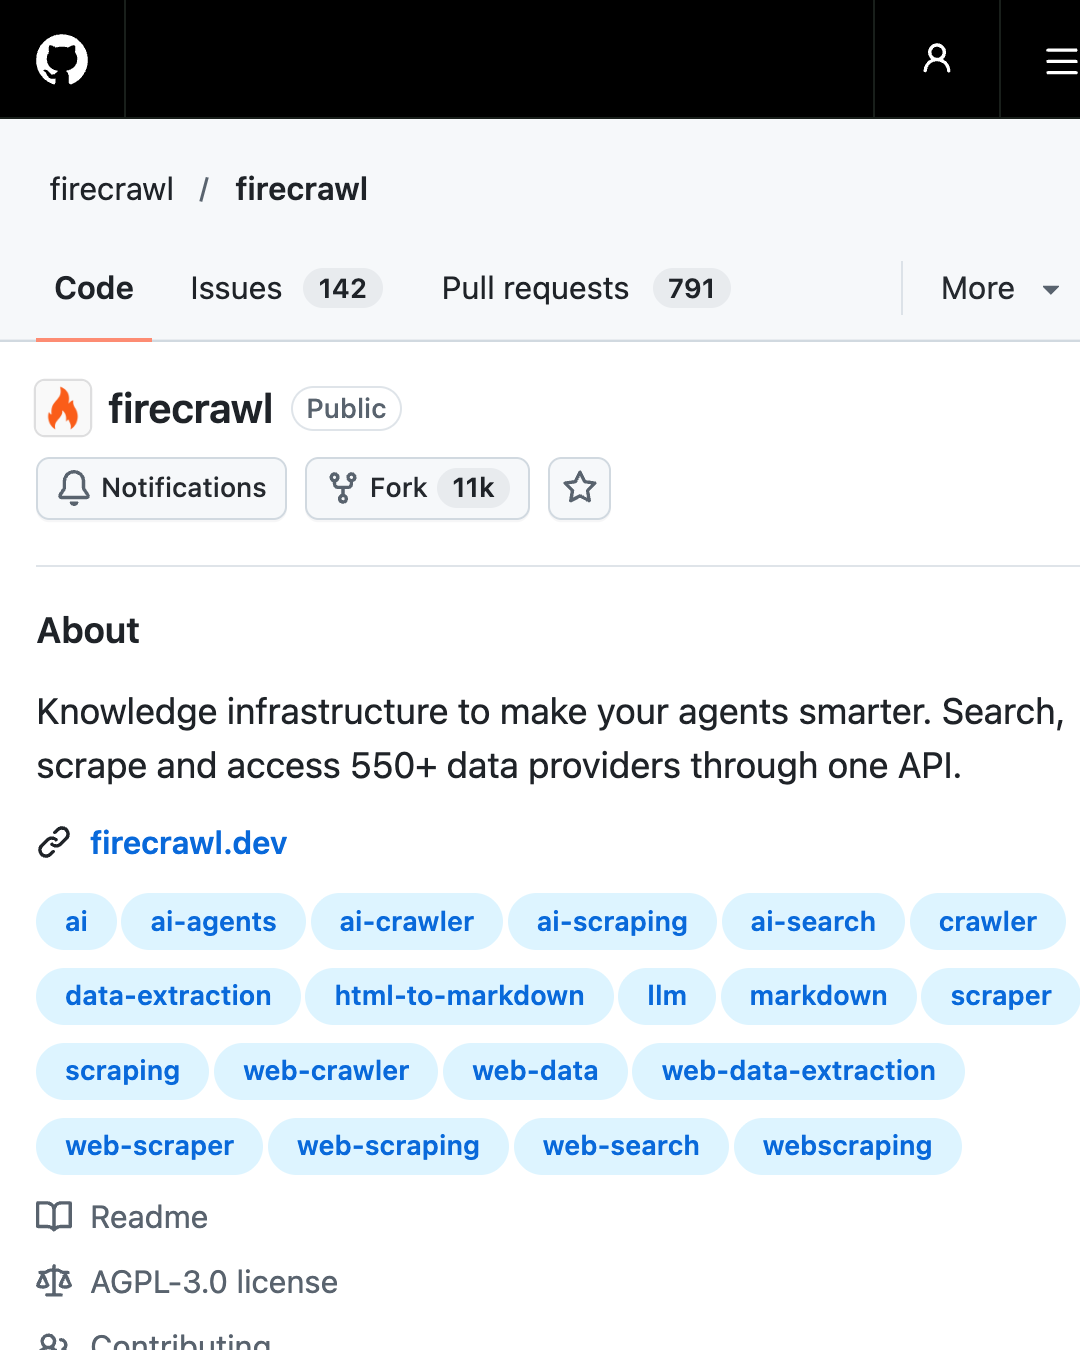 firecrawl / firecrawl
Code Issues 142 Pull requests 791 More
firecrawl Public
Notifications Fork 11k
About
Knowledge infrastructure to make your agents smarter. Search,
scrape and access 550+ data providers through one API.
firecrawl.dev
ai ai-agents ai-crawler ai-scraping ai-search crawler
data-extraction html-to-markdown llm markdown scraper
scraping web-crawler web-data web-data-extraction
web-scraper web-scraping web-search webscraping
Readme
AGPL-3.0 license
Contributing